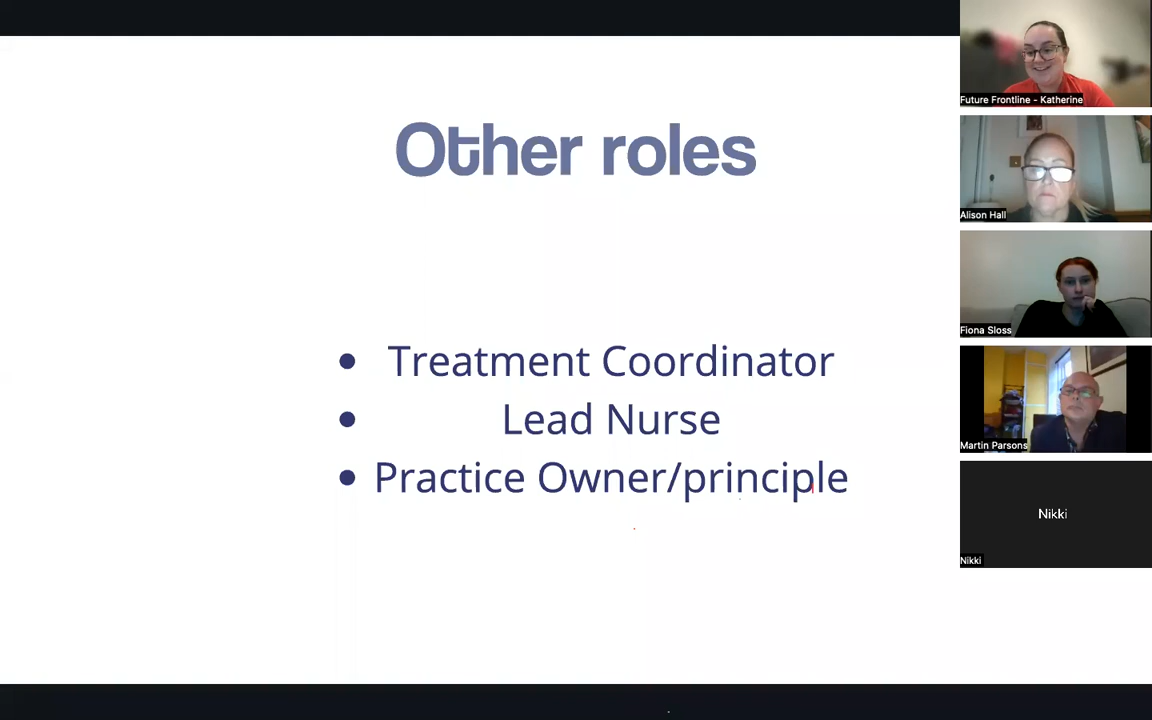 Other roles
• Treatment Coordinator
• Lead Nurse
• Practice Owner/principle
Future Frontline - Katherine
Alison Hall
Fiona Sloss
Martin Parsons
Nikki
Nikki